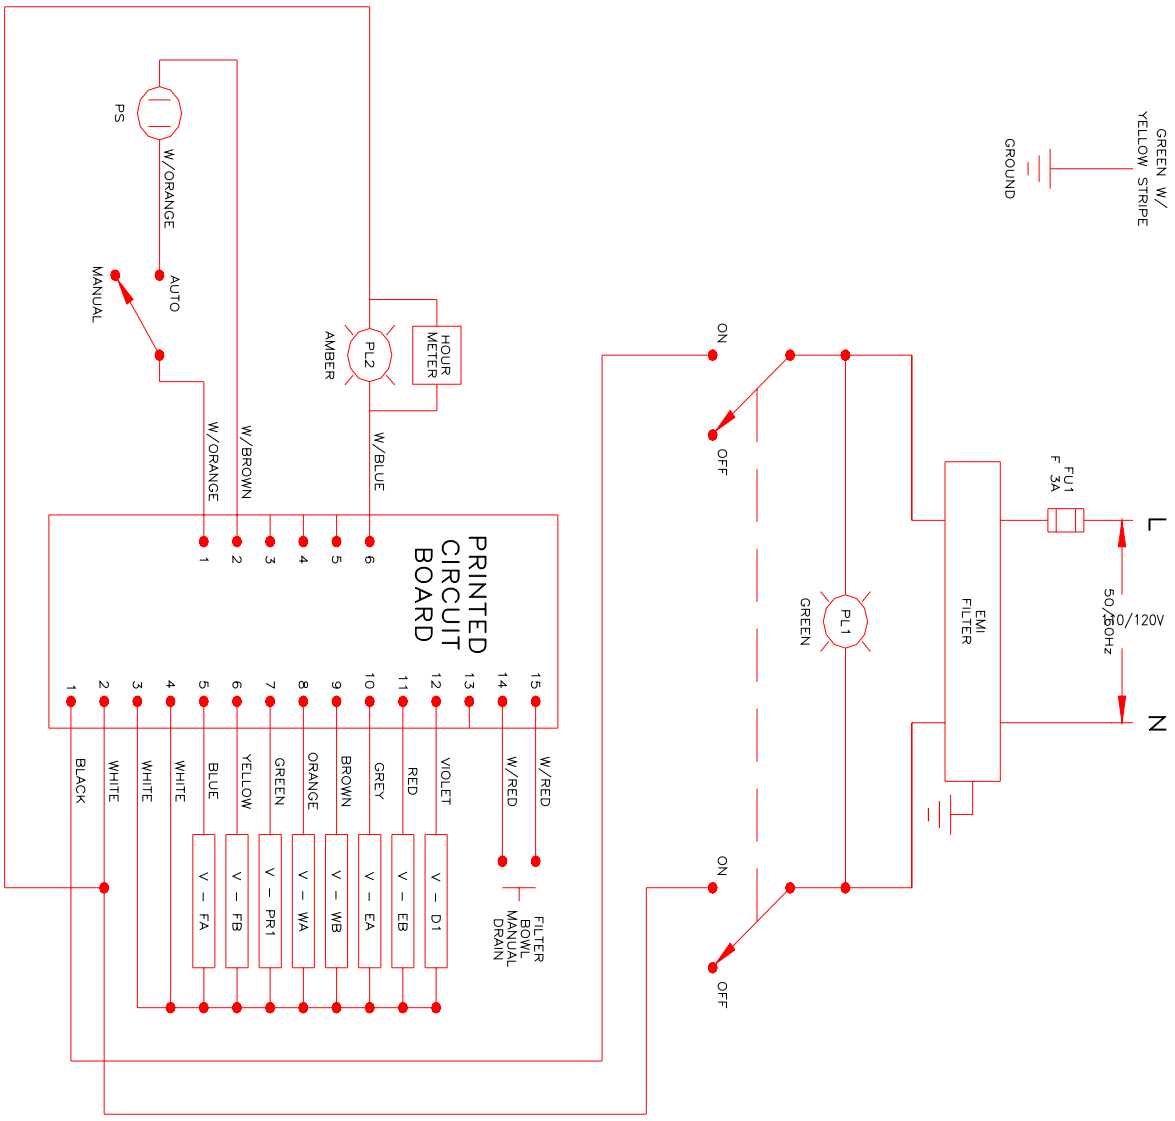 GREEN W/
YELLOW STRIPE
GROUND
L
N
FU1
F 3A
50/60Hz
EMI
FILTER
PL1
GREEN
ON
OFF
ON
OFF
PS
W/ORANGE
AUTO
MANUAL
HOUR
METER
PL2
AMBER
W/ORANGE
W/BROWN
W/BLUE
PRINTED
CIRCUIT
BOARD
1
2
3
4
5
6
1
2
3
4
5
6
7
8
9
10
11
12
13
14
15
BLACK
WHITE
WHITE
WHITE
BLUE
YELLOW
GREEN
ORANGE
BROWN
GREY
RED
VIOLET
W/RED
W/RED
V - FA
V - FB
V - PR1
V - WA
V - WB
V - EA
V - EB
V - D1
FILTER
BOWL
MANUAL
DRAIN